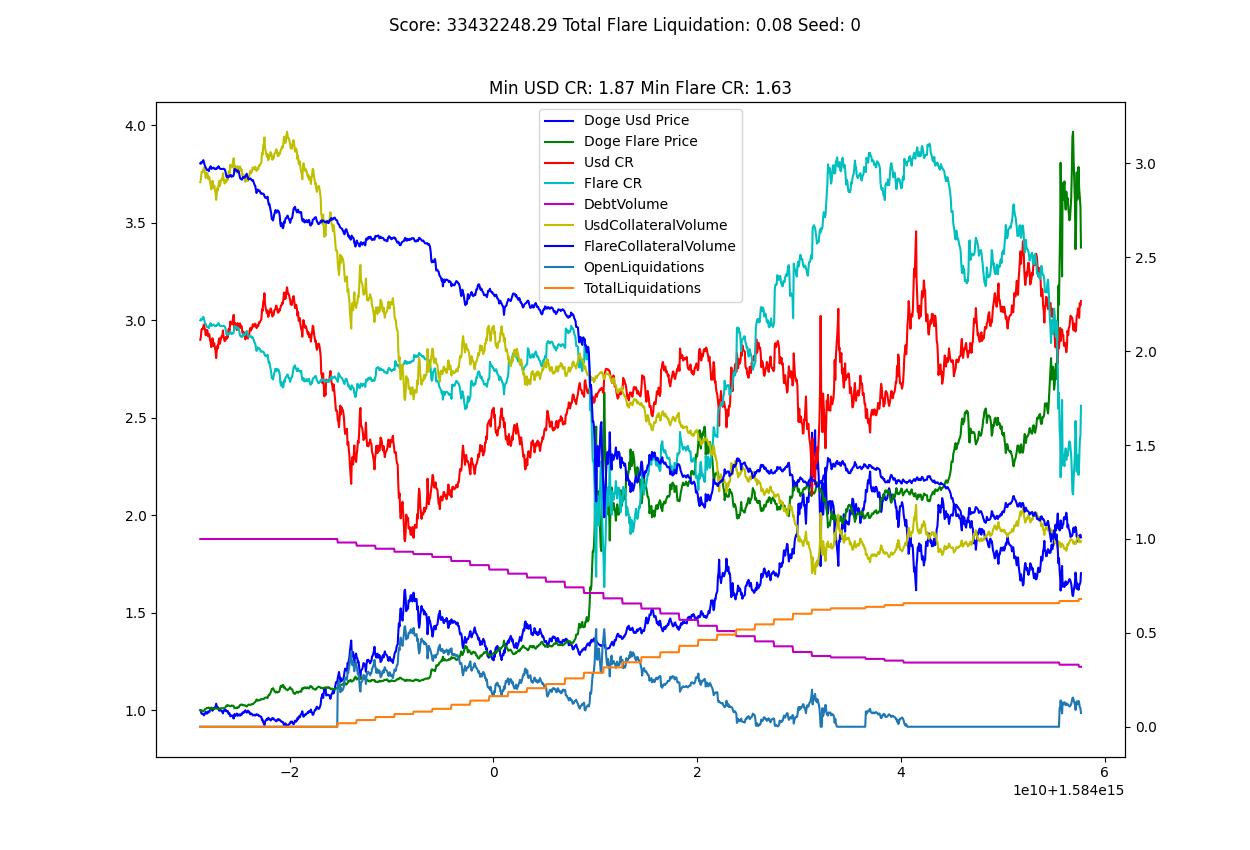 Score: 33432248.29 Total Flare Liquidation: 0.08 Seed: 0
Min USD CR: 1.87 Min Flare CR: 1.63
Doge Usd Price
Doge Flare Price
Usd CR
Flare CR
DebtVolume
UsdCollateralVolume
FlareCollateralVolume
OpenLiquidations
TotalLiquidations
4.0
3.5
3.0
2.5
2.0
1.5
1.0
3.0
2.5
2.0
1.5
1.0
0.5
0.0
−2
0
2
4
6
1e10+1.584e15